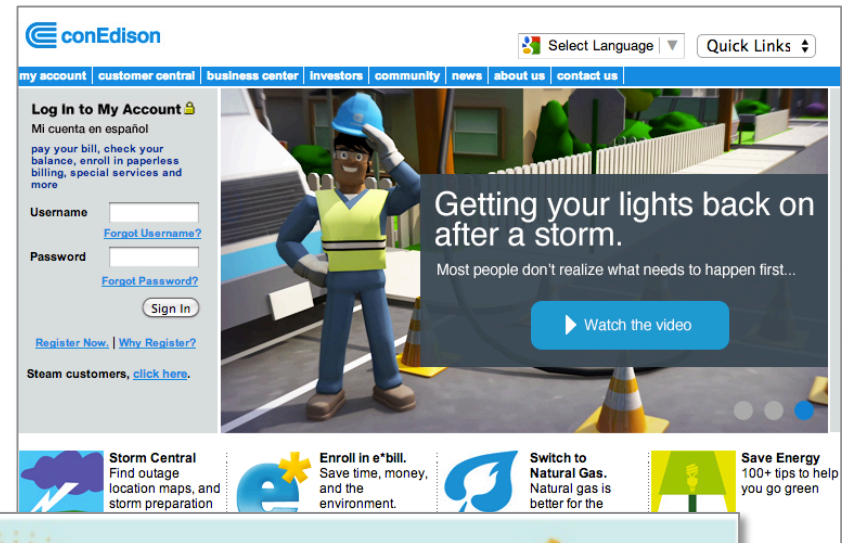 conEdison
Select Language
Quick Links
my account customer central business center investors community news about us contact us
Log In to My Account
Mi cuenta en español
pay your bill, check your
balance, enroll in paperless
billing, special services and
more
Username
Forgot Username?
Password
Forgot Password?
Sign In
Register Now. | Why Register?
Steam customers, click here.
Getting your lights back on
after a storm.
Most people don't realize what needs to happen first...
Watch the video
Storm Central
Find outage
location maps, and
storm preparation
e*
Enroll in e*bill.
Save time, money,
and the
environment.
Switch to
Natural Gas.
Natural gas is
better for the
Save Energy
100+ tips to help
you go green